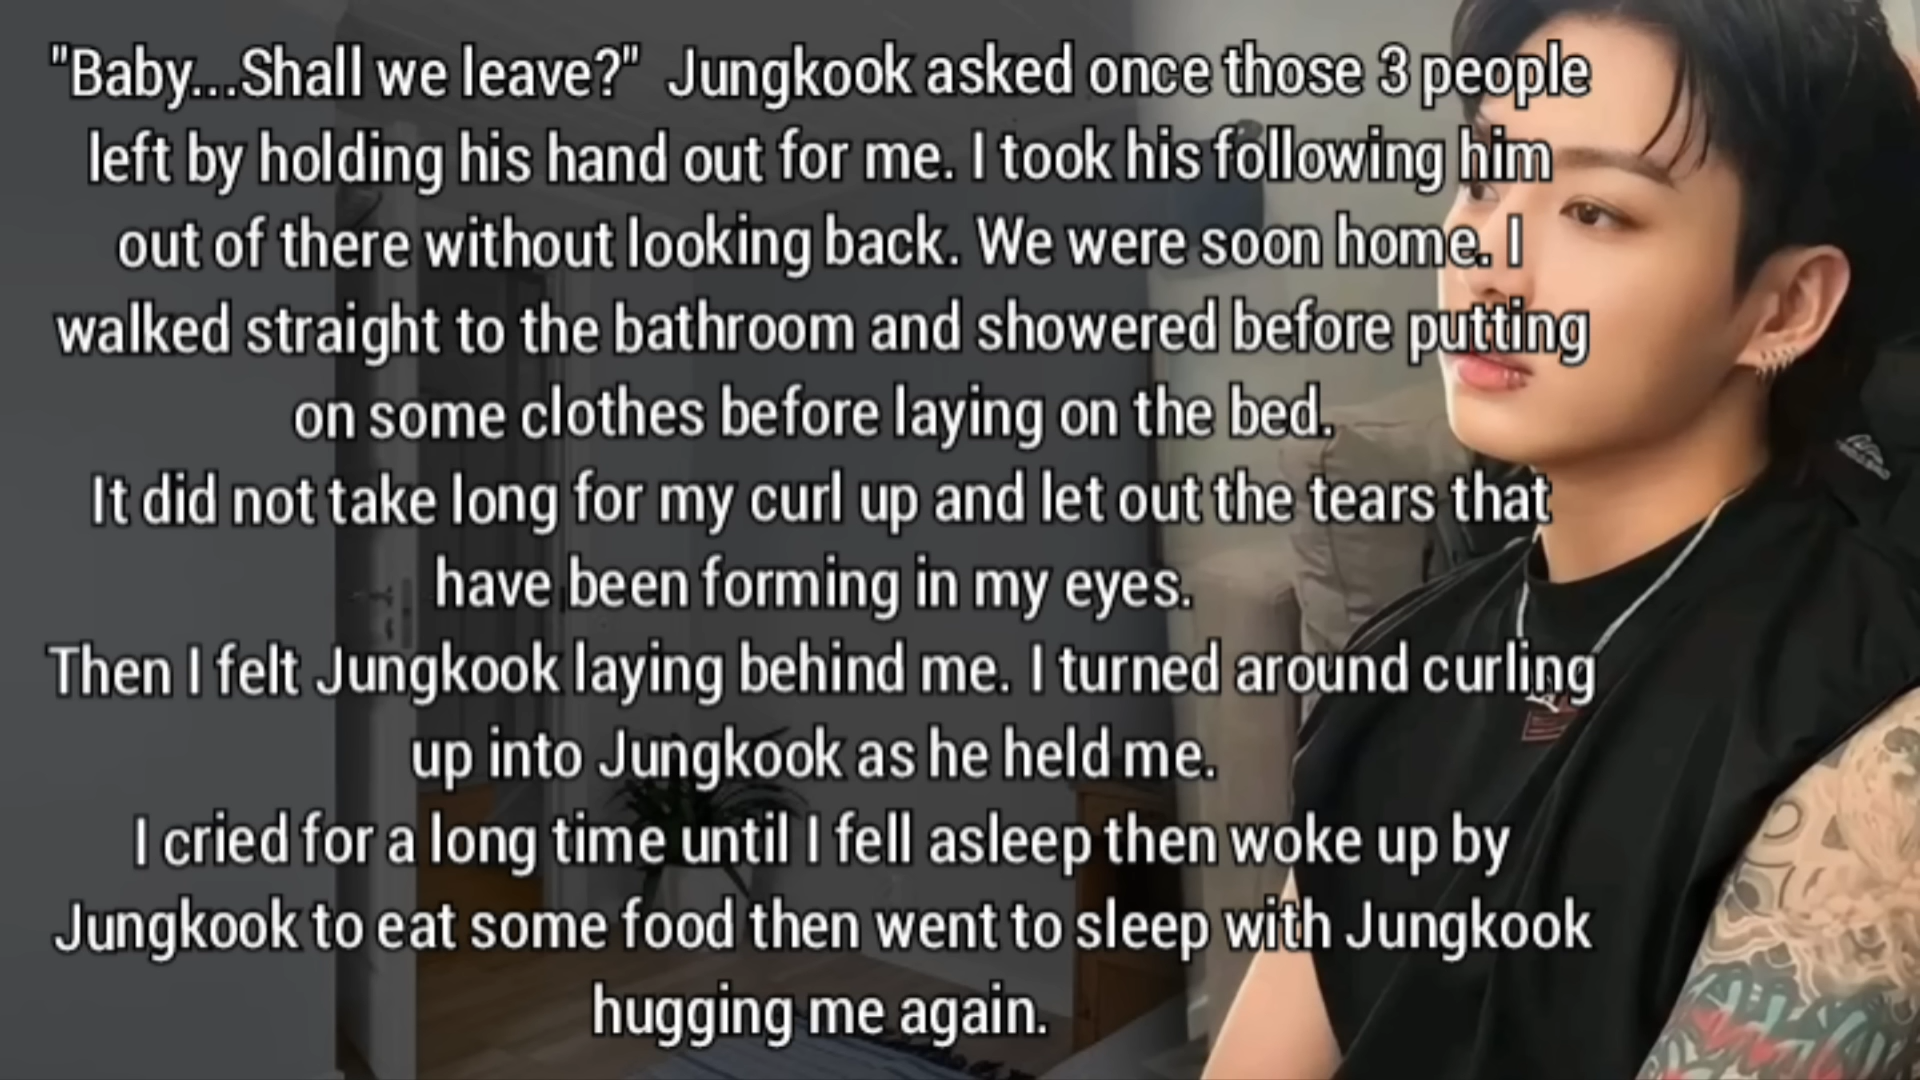 "Baby...Shall we leave?" Jungkook asked once those 3 people
left by holding his hand out for me. I took his following him
out of there without looking back. We were soon home. I
walked straight to the bathroom and showered before putting
on some clothes before laying on the bed.
It did not take long for my curl up and let out the tears that
have been forming in my eyes.
Then I felt Jungkook laying behind me. I turned around curling
up into Jungkook as he held me.
I cried for a long time until I fell asleep then woke up by
Jungkook to eat some food then went to sleep with Jungkook
hugging me again.